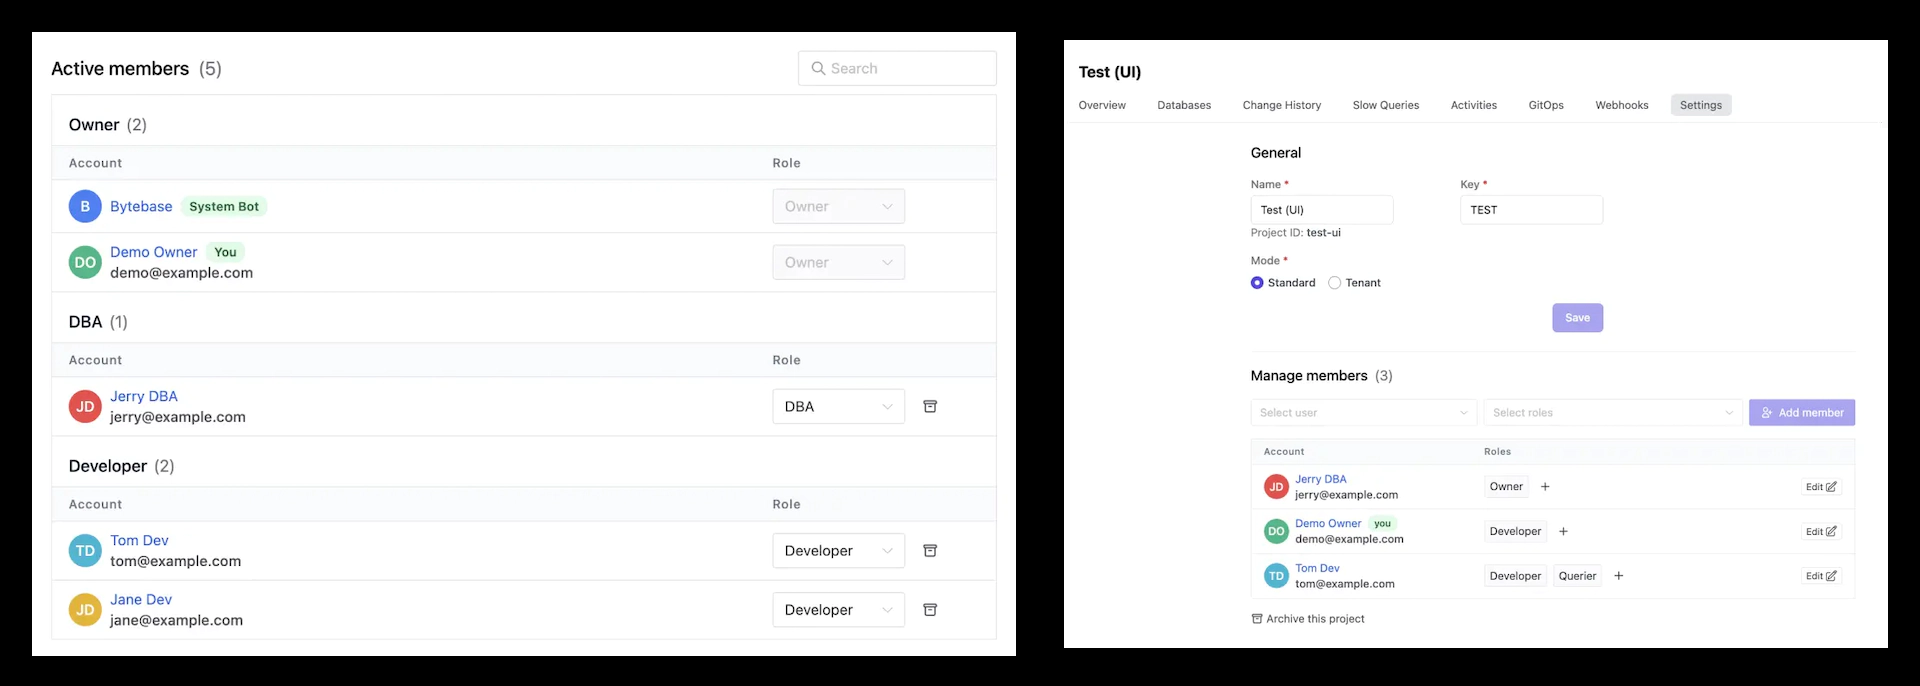 Active members (5)
Search
Owner (2)
Account Role
B Bytebase System Bot Owner
DO Demo Owner You
demo@example.com
Owner
DBA (1)
Account Role
JD Jerry DBA
jerry@example.com
DBA
Developer (2)
Account Role
TD Tom Dev
tom@example.com
Developer
JD Jane Dev
jane@example.com
Developer
Test (UI)
Overview Databases Change History Slow Queries Activities GitOps Webhooks Settings
General
Name * Key *
Test (UI) TEST
Project ID: test-ui
Mode *
Standard Tenant
Save
Manage members (3)
Select user Select roles Add member
Account Roles
JD Jerry DBA
jerry@example.com
Owner + Edit
DO Demo Owner you
demo@example.com
Developer + Edit
TD Tom Dev
tom@example.com
Developer Querier + Edit
Archive this project